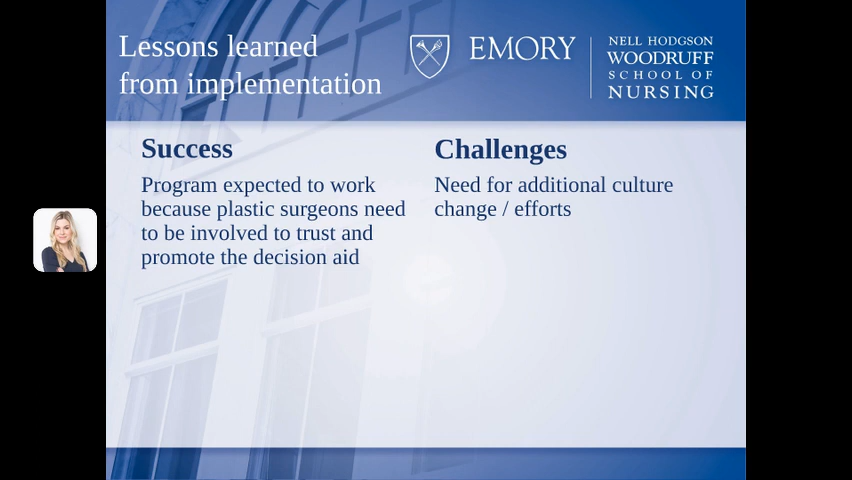 Lessons learned
from implementation
EMORY
NELL HODGSON
WOODRUFF
SCHOOL OF
NURSING
Success
Program expected to work
because plastic surgeons need
to be involved to trust and
promote the decision aid
Challenges
Need for additional culture
change / efforts